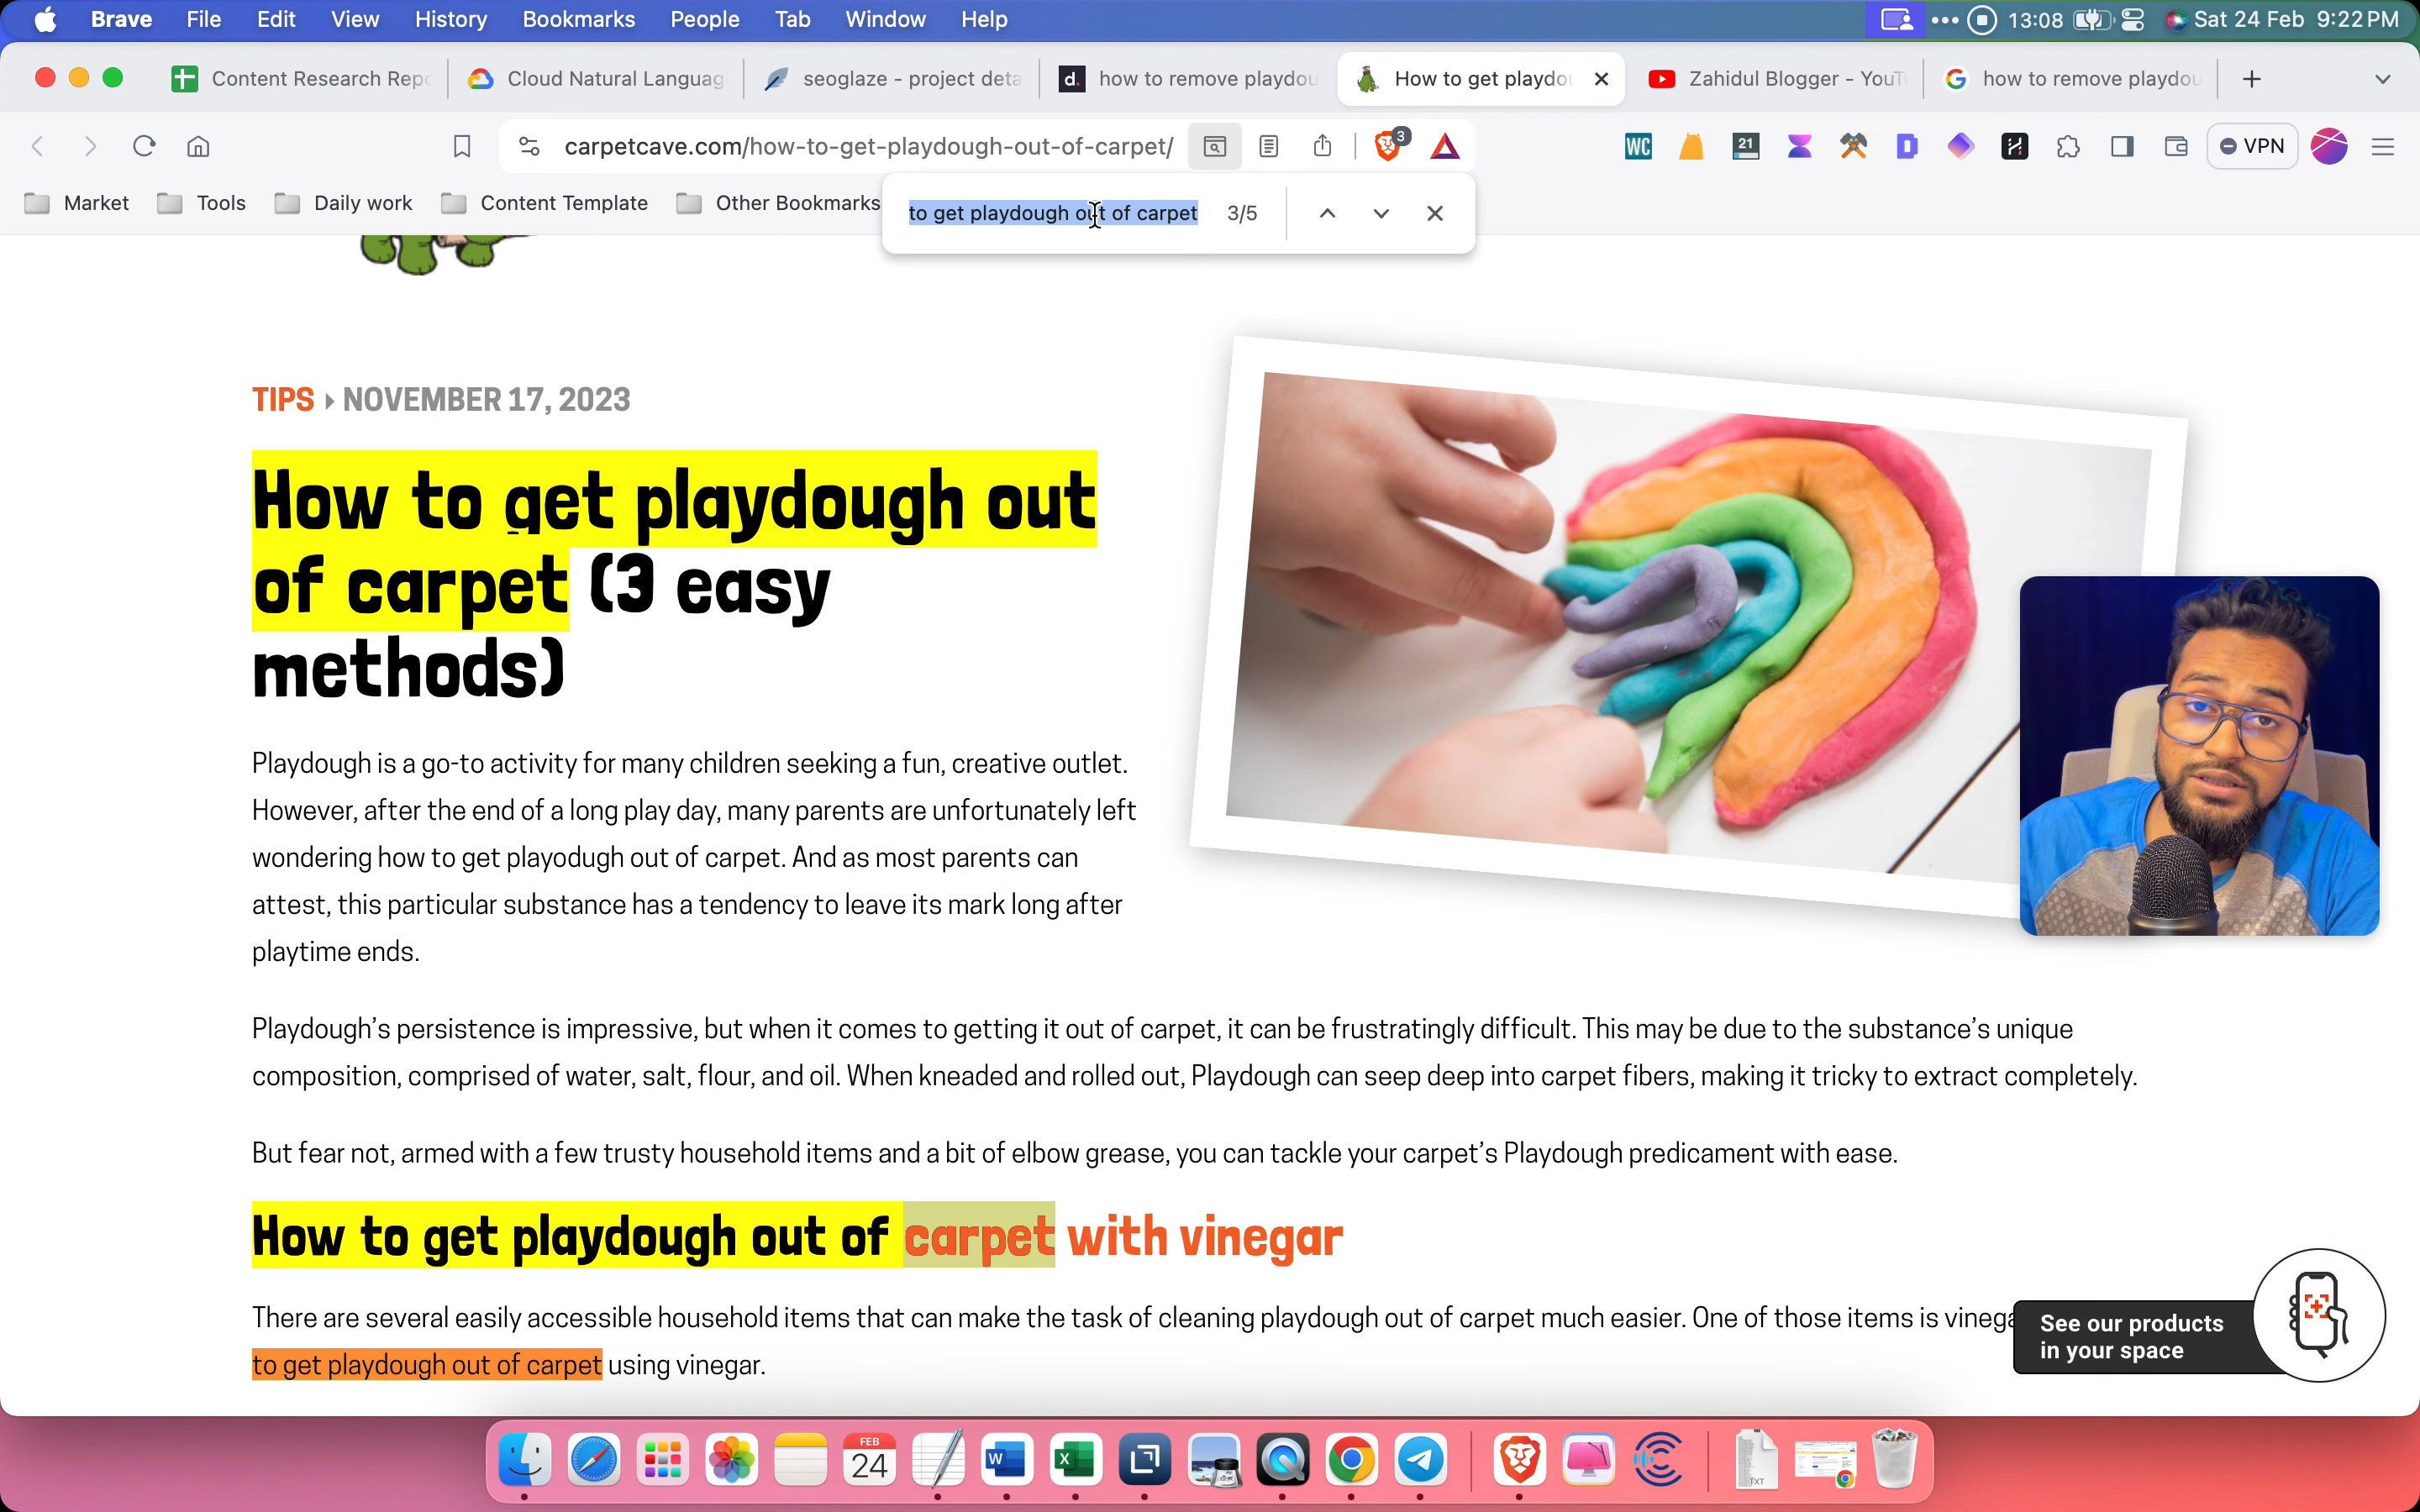 Brave File Edit View History Bookmarks People Tab Window Help
13:08 Sat 24 Feb 9:22 PM
Content Research Repo
Cloud Natural Languag
seoglaze - project deta
how to remove playdou
How to get playdo
Zahidul Blogger - YouT
how to remove playdou
carpetcave.com/how-to-get-playdough-out-of-carpet/
3
WC
21
VPN
Market Tools Daily work Content Template Other Bookmarks
to get playdough out of carpet 3/5
TIPS NOVEMBER 17, 2023
How to get playdough out
of carpet (3 easy
methods)
Playdough is a go-to activity for many children seeking a fun, creative outlet.
However, after the end of a long play day, many parents are unfortunately left
wondering how to get playodugh out of carpet. And as most parents can
attest, this particular substance has a tendency to leave its mark long after
playtime ends.
Playdough’s persistence is impressive, but when it comes to getting it out of carpet, it can be frustratingly difficult. This may be due to the substance’s unique
composition, comprised of water, salt, flour, and oil. When kneaded and rolled out, Playdough can seep deep into carpet fibers, making it tricky to extract completely.
But fear not, armed with a few trusty household items and a bit of elbow grease, you can tackle your carpet’s Playdough predicament with ease.
How to get playdough out of carpet with vinegar
There are several easily accessible household items that can make the task of cleaning playdough out of carpet much easier. One of those items is vinega
to get playdough out of carpet using vinegar.
See our products
in your space
FEB
24
TXT